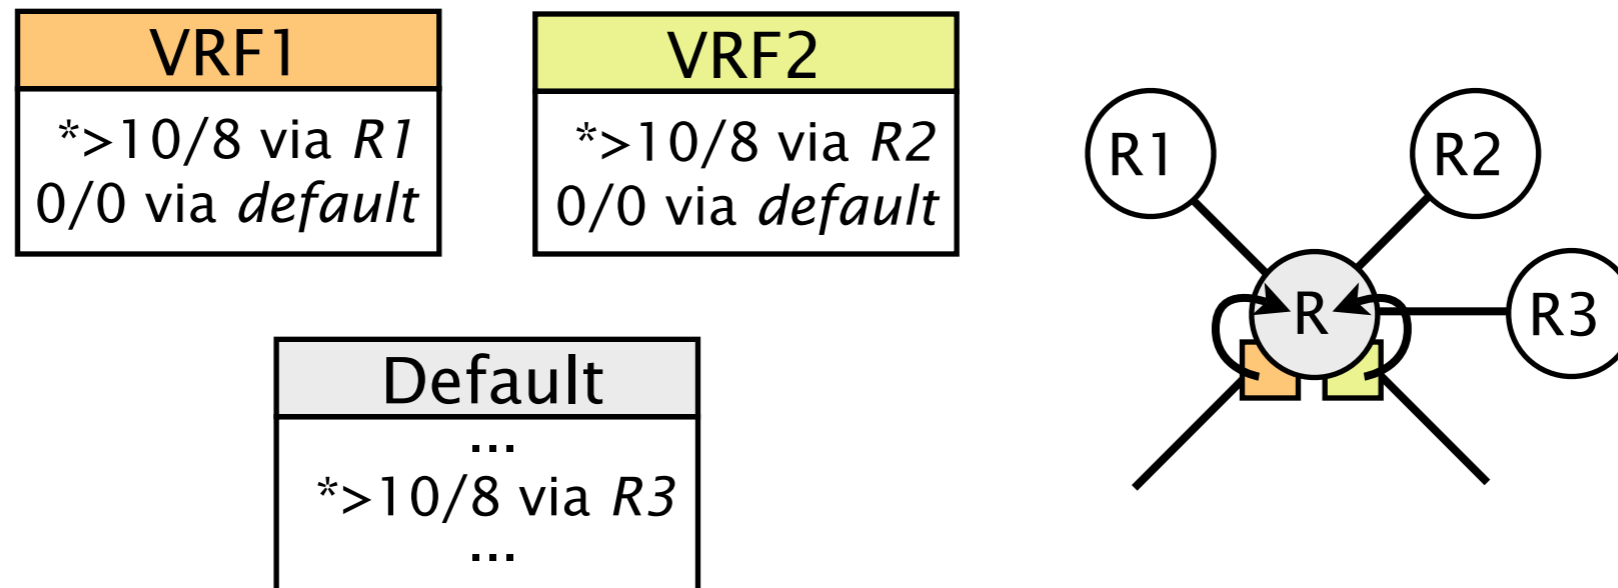 VRF1
*>10/8 via R1
0/0 via default
VRF2
*>10/8 via R2
0/0 via default
Default
...
*>10/8 via R3
...
R1
R2
R
R3